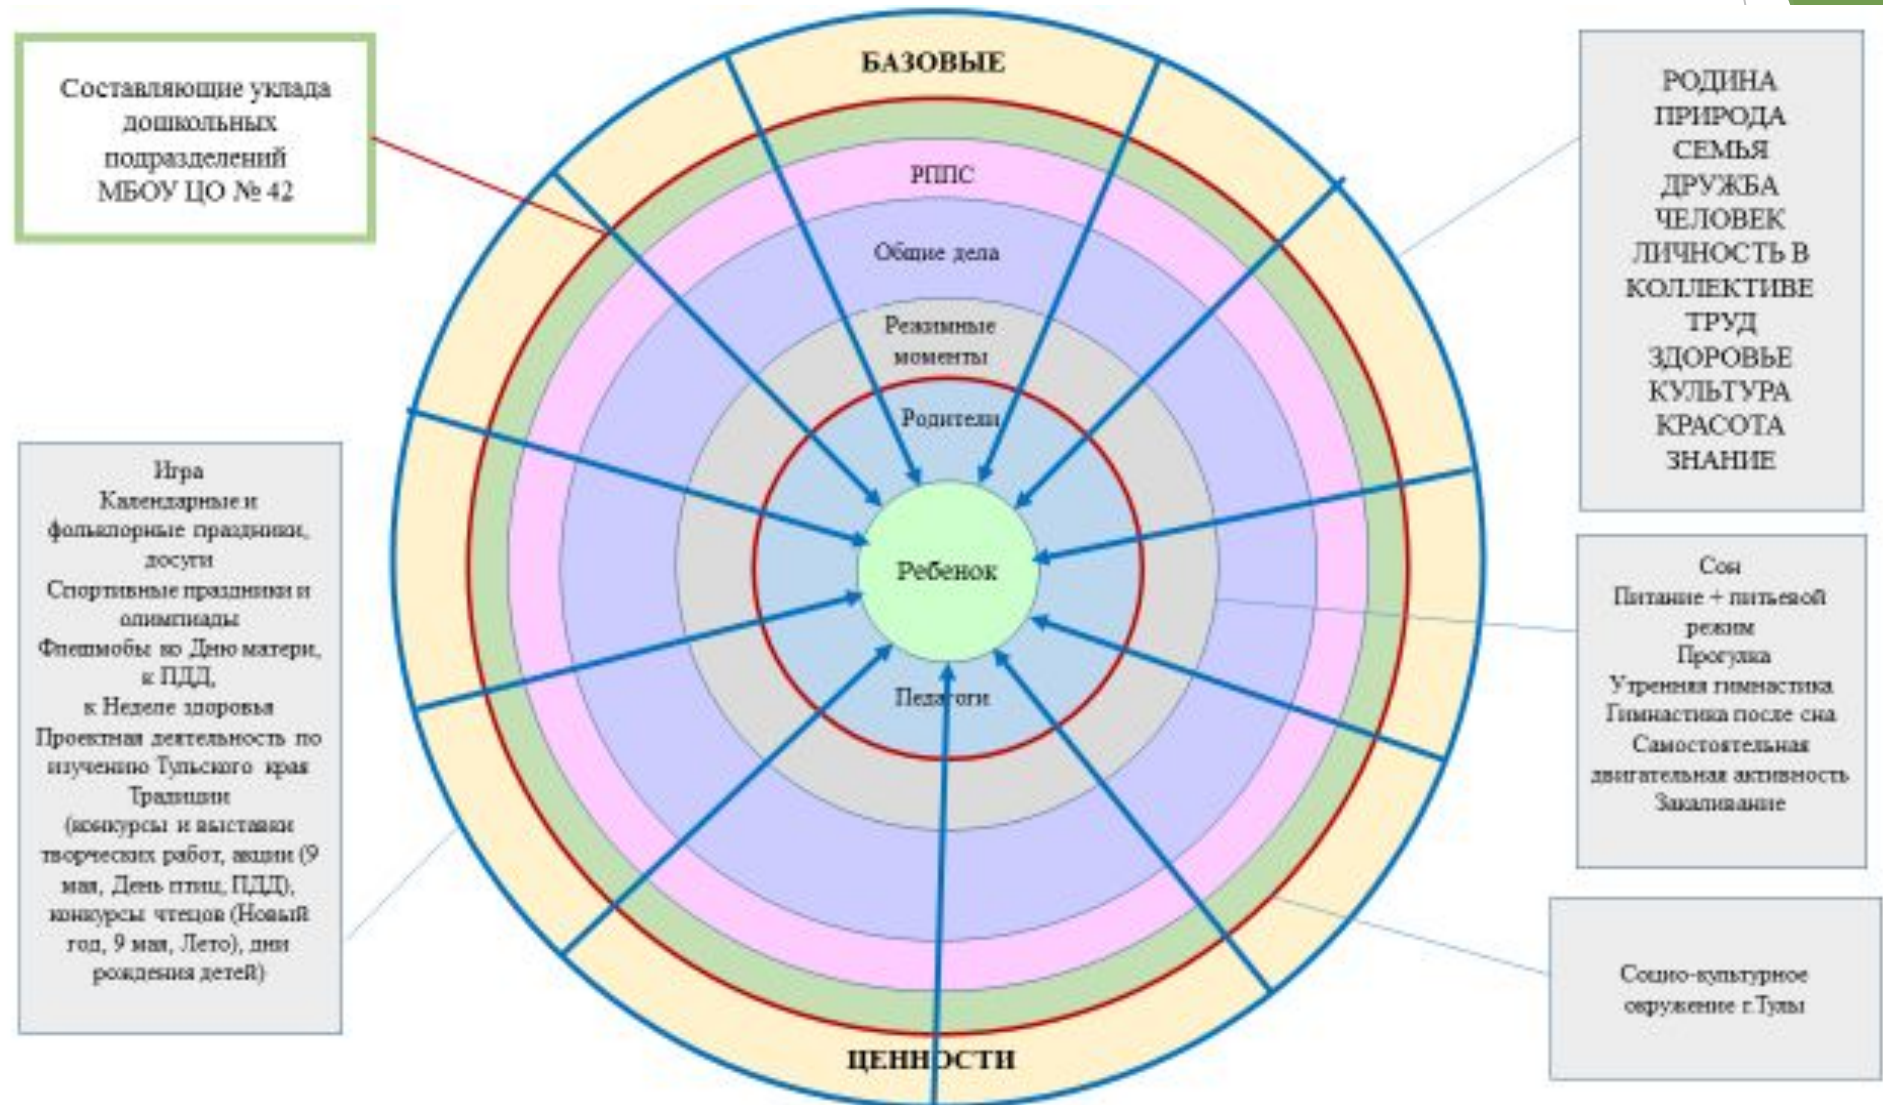 Составляющие уклада
дошкольных
подразделений
МБОУ ЦО № 42
БАЗОВЫЕ
РППС
Общие дела
Режимные
моменты
Родители
Ребенок
Педагоги
ЦЕННОСТИ
РОДИНА
ПРИРОДА
СЕМЬЯ
ДРУЖБА
ЧЕЛОВЕК
ЛИЧНОСТЬ В
КОЛЛЕКТИВЕ
ТРУД
ЗДОРОВЬЕ
КУЛЬТУРА
КРАСОТА
ЗНАНИЕ
Игра
Календарные и
фольклорные праздники,
досуги
Спортивные праздники и
олимпиады
Флешмобы ко Дню матери,
к ПДД,
к Неделе здоровья
Проектная деятельность по
изучению Тульского края
Традиции
(конкурсы и выставки
творческих работ, акции (9
мая, День птиц, ПДД),
конкурсы чтецов (Новый
год, 9 мая, Лето), дни
рождения детей)
Сон
Питание + питьевой
режим
Прогулка
Утренняя гимнастика
Гимнастика после сна
Самостоятельная
двигательная активность
Закаливание
Социо-культурное
окружение г.Тулы